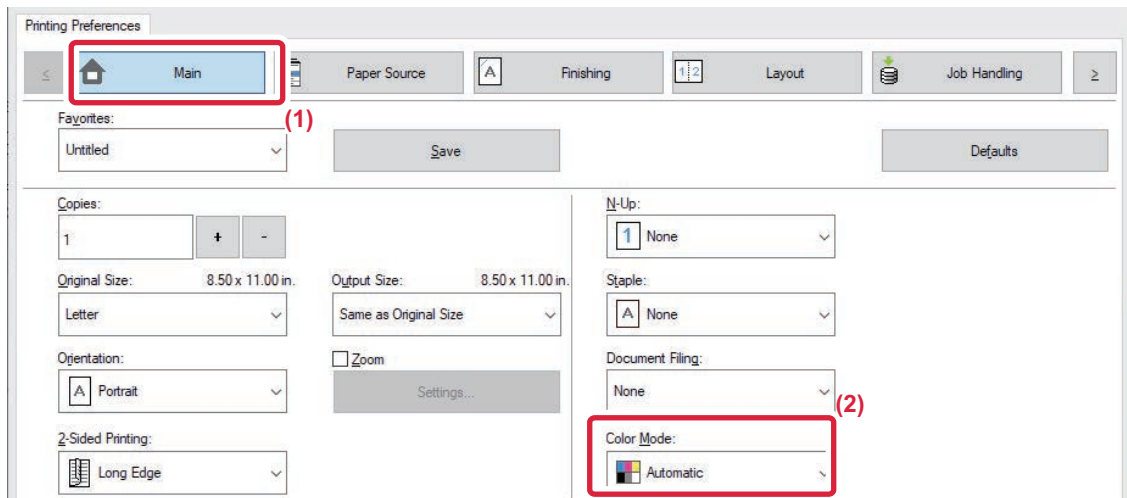 Printing Preferences
< Main Paper Source A Finishing 1 2 Layout Job Handling >
(1)
Favorites:
Untitled Save Defaults
Copies: N-Up:
1 + - 1 None
Original Size: 8.50 x 11.00 in. Output Size: 8.50 x 11.00 in. Staple:
Letter Same as Original Size A None
Orientation: Zoom Document Filing:
A Portrait Settings... None
(2)
2-Sided Printing: Color Mode:
Long Edge Automatic